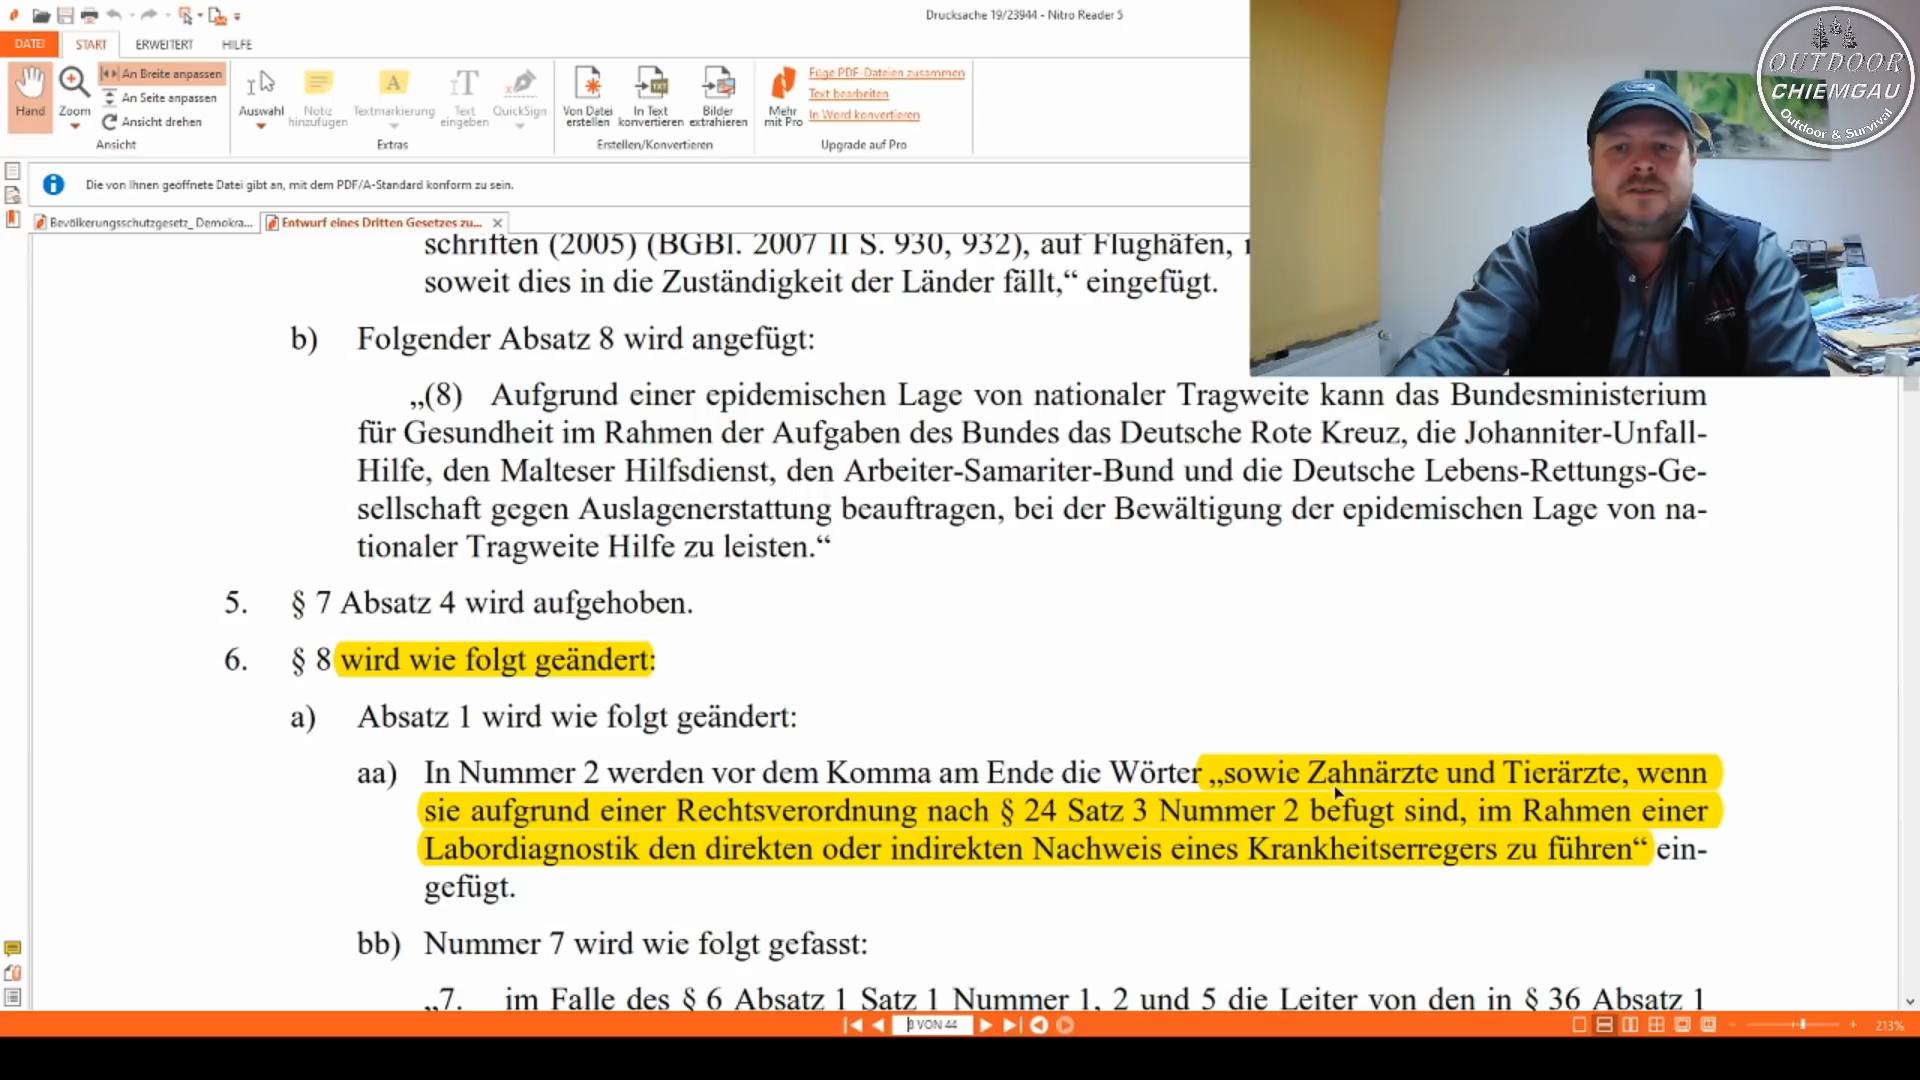 Drucksache 19/23944 - Nitro Reader 5
DATEI START ERWEITERT HILFE
Hand
Zoom
An Breite anpassen
An Seite anpassen
Ansicht drehen
Ansicht
Auswahl
Notiz hinzufügen
Textmarkierung
Text eingeben
QuickSign
Extras
Von Datei erstellen
In Text konvertieren
Bilder extrahieren
Erstellen/Konvertieren
Mehr mit Pro
Füge PDF-Dateien zusammen
Text bearbeiten
In Word konvertieren
Upgrade auf Pro
OUTDOOR
CHIEMGAU
Outdoor & Survival
Die von Ihnen geöffnete Datei gibt an, mit dem PDF/A-Standard konform zu sein.
Bevölkerungsschutzgesetz_ Demokra... Entwurf eines Dritten Gesetzes zu...
schriften (2005) (BGBl. 2007 II S. 930, 932), auf Flughäfen,
soweit dies in die Zuständigkeit der Länder fällt,“ eingefügt.
b) Folgender Absatz 8 wird angefügt:
„(8) Aufgrund einer epidemischen Lage von nationaler Tragweite kann das Bundesministerium
für Gesundheit im Rahmen der Aufgaben des Bundes das Deutsche Rote Kreuz, die Johanniter-Unfall-
Hilfe, den Malteser Hilfsdienst, den Arbeiter-Samariter-Bund und die Deutsche Lebens-Rettungs-Ge-
sellschaft gegen Auslagenerstattung beauftragen, bei der Bewältigung der epidemischen Lage von na-
tionaler Tragweite Hilfe zu leisten.“
5. § 7 Absatz 4 wird aufgehoben.
6. § 8 wird wie folgt geändert:
a) Absatz 1 wird wie folgt geändert:
aa) In Nummer 2 werden vor dem Komma am Ende die Wörter „sowie Zahnärzte und Tierärzte, wenn
sie aufgrund einer Rechtsverordnung nach § 24 Satz 3 Nummer 2 befugt sind, im Rahmen einer
Labordiagnostik den direkten oder indirekten Nachweis eines Krankheitserregers zu führen“ ein-
gefügt.
bb) Nummer 7 wird wie folgt gefasst:
„7. im Falle des § 6 Absatz 1 Satz 1 Nummer 1, 2 und 5 die Leiter von den in § 36 Absatz 1
VON 44
213%